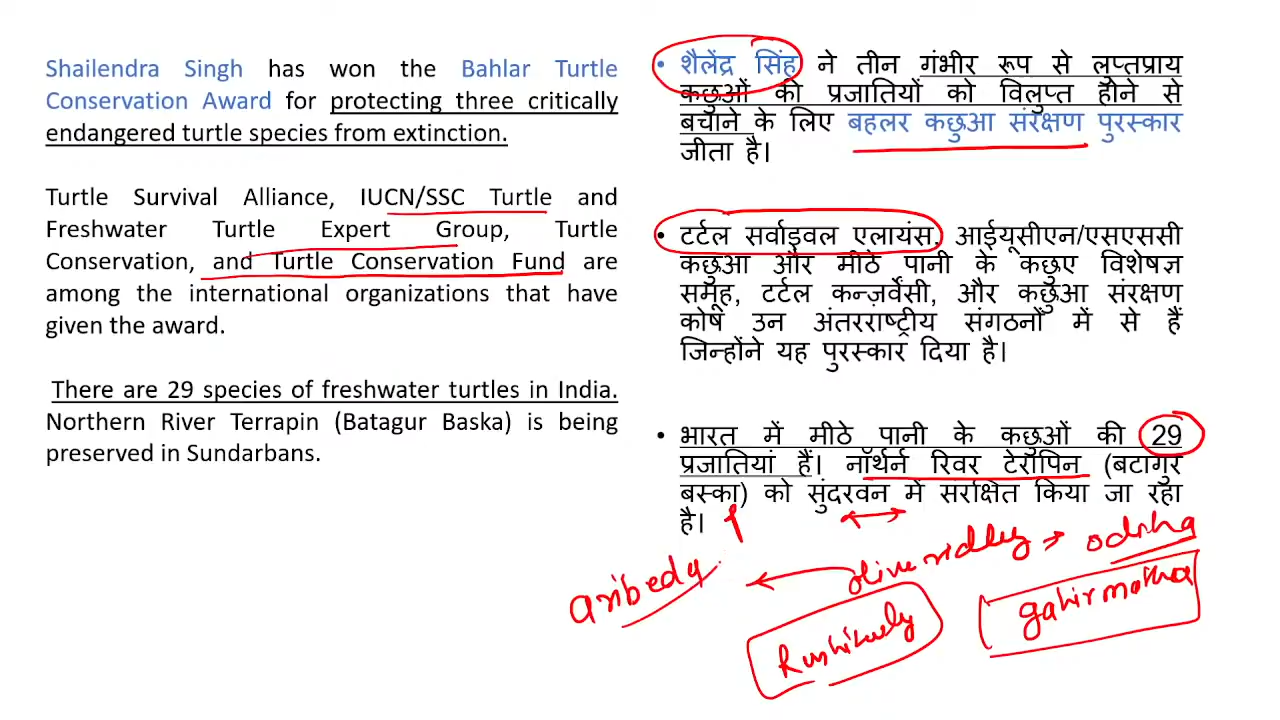 Shailendra Singh has won the Bahlar Turtle
Conservation Award for protecting three critically
endangered turtle species from extinction.
Turtle Survival Alliance, IUCN/SSC Turtle and
Freshwater Turtle Expert Group, Turtle
Conservation, and Turtle Conservation Fund are
among the international organizations that have
given the award.
There are 29 species of freshwater turtles in India.
Northern River Terrapin (Batagur Baska) is being
preserved in Sundarbans.
• शैलेंद्र सिंह ने तीन गंभीर रूप से लुप्तप्राय
कछुओं की प्रजातियों को विलुप्त होने से
बचाने के लिए बहलर कछुआ संरक्षण पुरस्कार
जीता है।
• टर्टल सर्वाइवल एलायंस, आईयूसीएन/एसएससी
कछुआ और मीठे पानी के कछुए विशेषज्ञ
समूह, टर्टल कन्ज़र्वेंसी, और कछुआ संरक्षण
कोष उन अंतरराष्ट्रीय संगठनों में से हैं
जिन्होंने यह पुरस्कार दिया है।
• भारत में मीठे पानी के कछुओं की 29
प्रजातियां हैं। नॉर्थर्न रिवर टेरापिन (बटागुर
बस्का) को सुंदरवन में संरक्षित किया जा रहा
है।
olive ridley → odisha
aribeda
gahirmatha